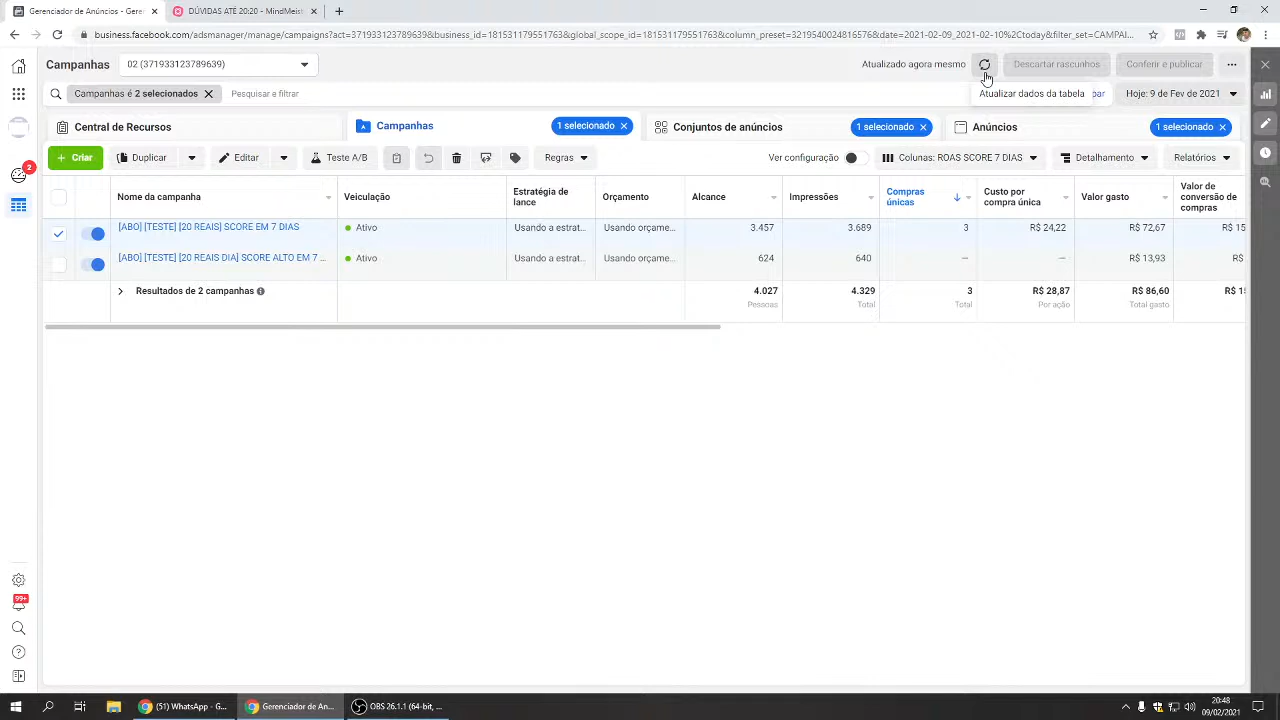 Gerenciador de Anúncios - Geren
DÚVIDAS ATÉ 20:20 - MindMeist
business.facebook.com/adsmanager/manage/campaigns?act=371933123789639&business_id=181531179551763&global_scope_id=181531179551763&column_preset=3219540024816576&date=2021-02-09_2021-02-10%2Ctoday&filter_set=CAMPAI...
Campanhas
02 (371933123789639)
Atualizado agora mesmo
Descartar rascunhos
Conferir e publicar
Campanhas é 2 selecionados
Pesquisar e filtrar
Atualizar dados da tabela
par
Hoje: 9 de Fev de 2021
Central de Recursos
Campanhas
1 selecionado
Conjuntos de anúncios
1 selecionado
Anúncios
1 selecionado
2
+ Criar
Duplicar
Editar
Teste A/B
Regras
Ver configuração
Colunas: ROAS SCORE 7 DIAS
Detalhamento
Relatórios
Nome da campanha
Veiculação
Estratégia de lance
Orçamento
Alcance
Impressões
Compras únicas
Custo por compra única
Valor gasto
Valor de conversão de compras
[ABO] [TESTE] [20 REAIS] SCORE EM 7 DIAS
Ativo
Usando a estrat...
Usando orçame...
3.457
3.689
3
R$ 24,22
R$ 72,67
R$ 15
[ABO] [TESTE] [20 REAIS DIA] SCORE ALTO EM 7 ...
Ativo
Usando a estrat...
Usando orçame...
624
640
—
—
R$ 13,93
R$
Resultados de 2 campanhas
4.027
4.329
3
R$ 28,87
R$ 86,60
R$ 15
Pessoas
Total
Total
Por ação
Total gasto
99+
(51) WhatsApp - G...
Gerenciador de An...
OBS 26.1.1 (64-bit, ...
20:48
09/02/2021